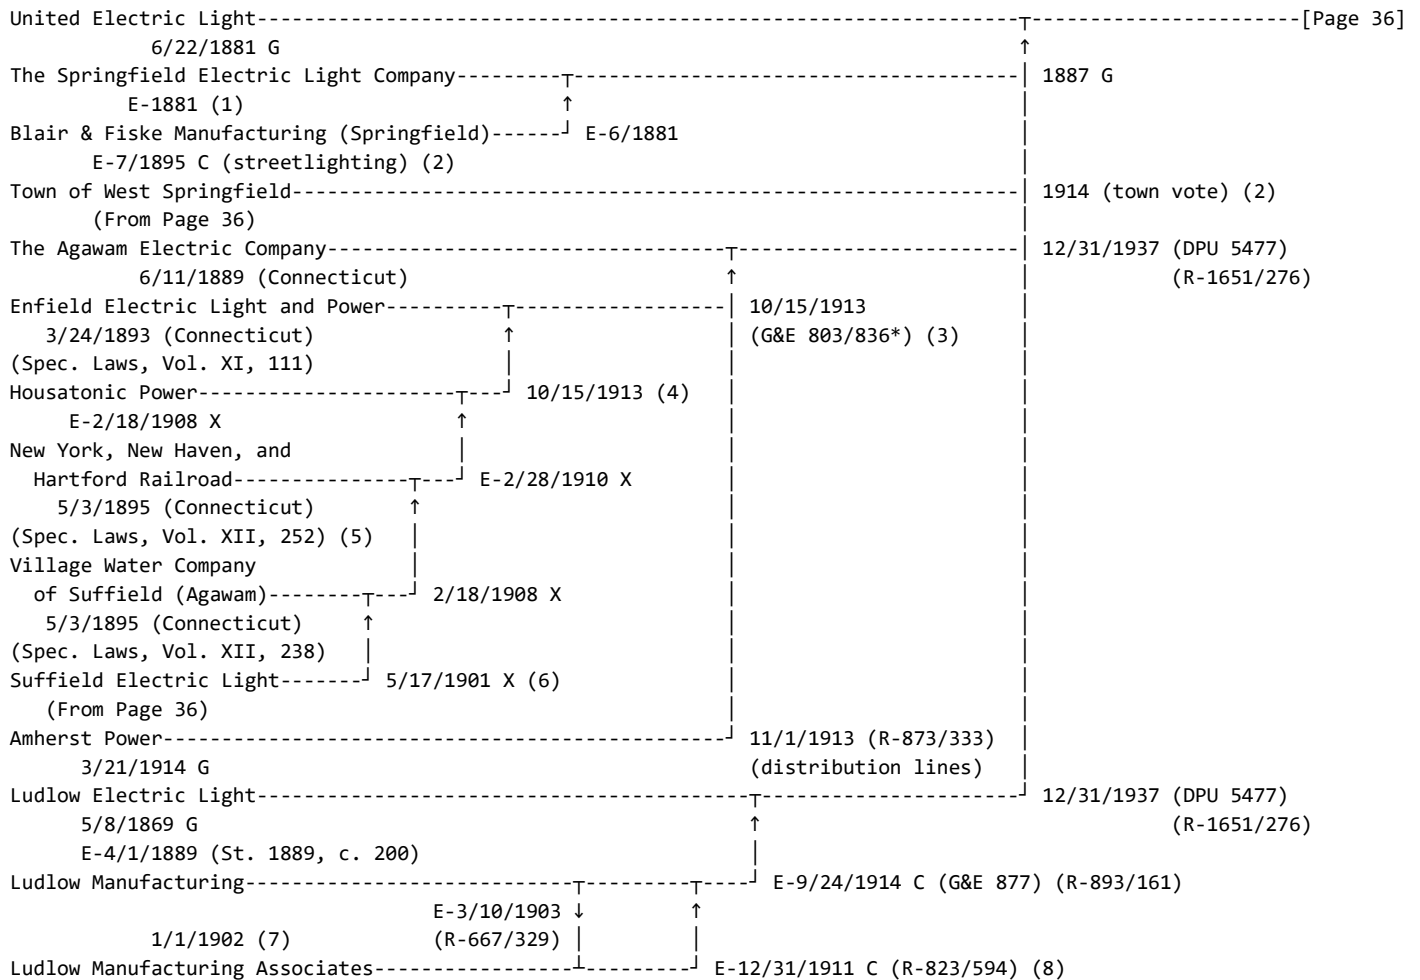 United Electric Light [Page 36]
6/22/1881 G
The Springfield Electric Light Company 1887 G
E-1881 (1)
Blair & Fiske Manufacturing (Springfield) E-6/1881
E-7/1895 C (streetlighting) (2)
Town of West Springfield 1914 (town vote) (2)
(From Page 36)
The Agawam Electric Company 12/31/1937 (DPU 5477)
6/11/1889 (Connecticut) (R-1651/276)
Enfield Electric Light and Power 10/15/1913
3/24/1893 (Connecticut) (G&E 803/836*) (3)
(Spec. Laws, Vol. XI, 111)
Housatonic Power 10/15/1913 (4)
E-2/18/1908 X
New York, New Haven, and
Hartford Railroad E-2/28/1910 X
5/3/1895 (Connecticut)
(Spec. Laws, Vol. XII, 252) (5)
Village Water Company
of Suffield (Agawam) 2/18/1908 X
5/3/1895 (Connecticut)
(Spec. Laws, Vol. XII, 238)
Suffield Electric Light 5/17/1901 X (6)
(From Page 36)
Amherst Power 11/1/1913 (R-873/333)
3/21/1914 G (distribution lines)
Ludlow Electric Light 12/31/1937 (DPU 5477)
5/8/1869 G (R-1651/276)
E-4/1/1889 (St. 1889, c. 200)
Ludlow Manufacturing E-9/24/1914 C (G&E 877) (R-893/161)
E-3/10/1903
1/1/1902 (7) (R-667/329)
Ludlow Manufacturing Associates E-12/31/1911 C (R-823/594) (8)